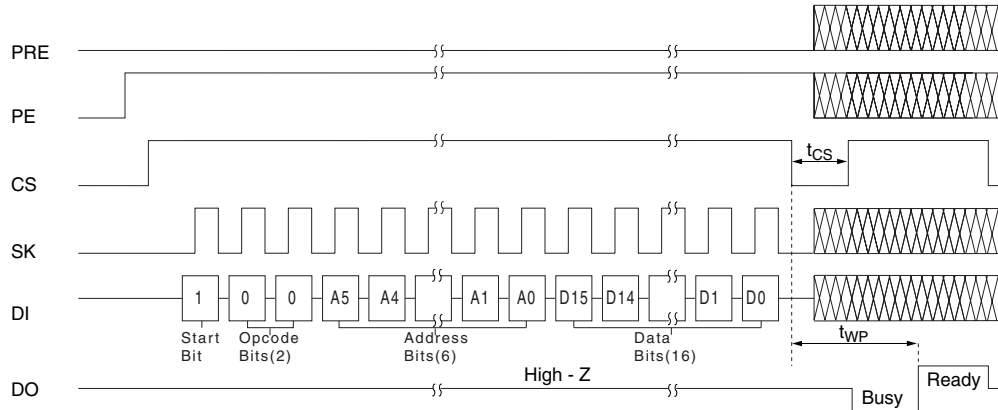 PRE
PE
CS
tCS
SK
DI
1 0 0 A5 A4 A1 A0 D15 D14 D1 D0
Start Bit
Opcode Bits(2)
Address Bits(6)
Data Bits(16)
tWP
High - Z
DO
Busy
Ready